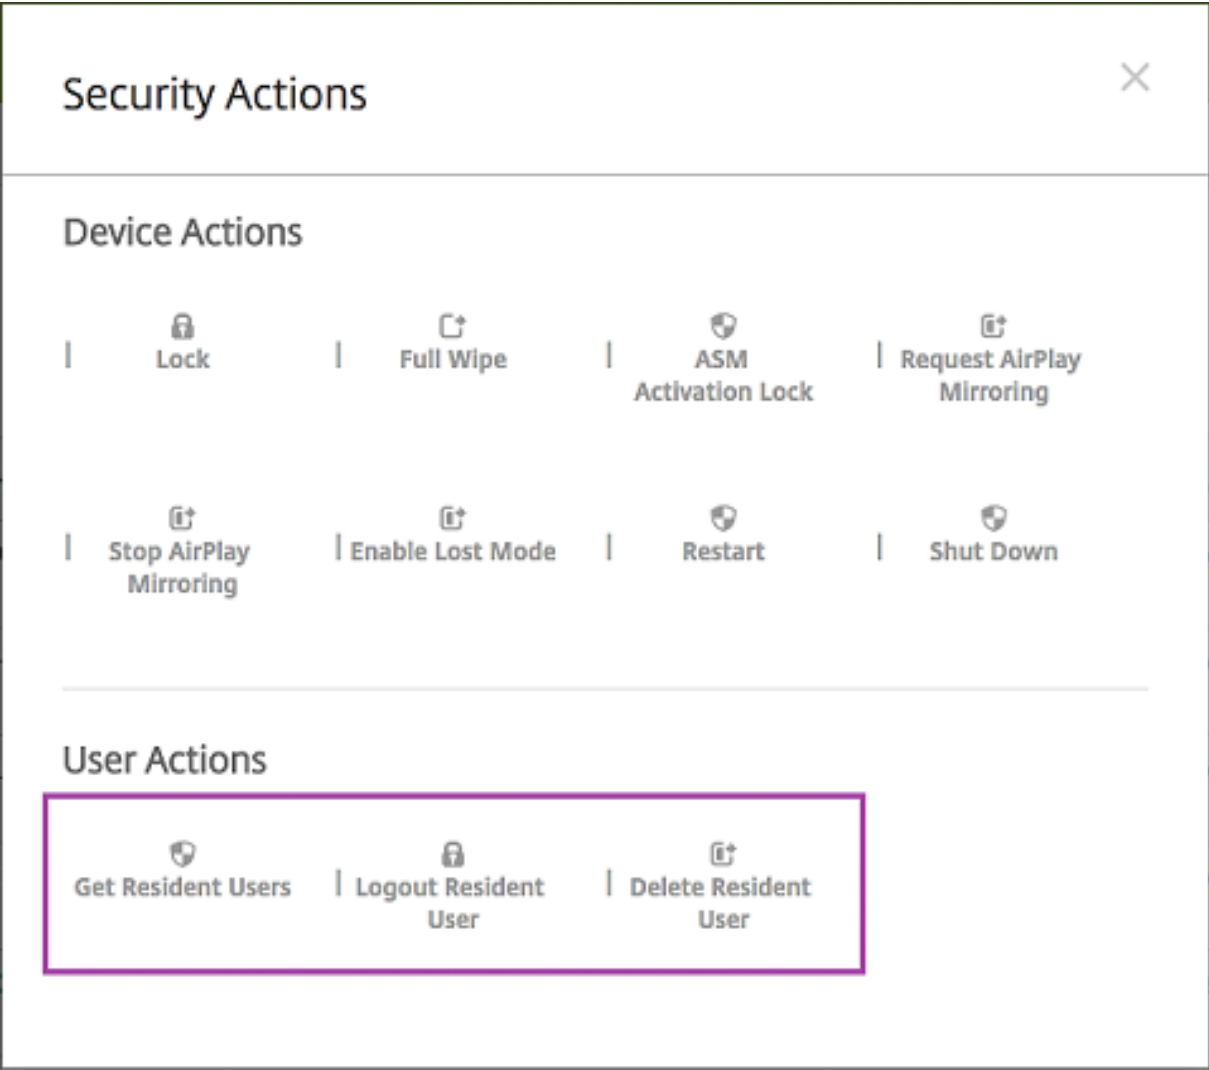 Security Actions
Device Actions
Lock
Full Wipe
ASM
Activation Lock
Request AirPlay
Mirroring
Stop AirPlay
Mirroring
Enable Lost Mode
Restart
Shut Down
User Actions
Get Resident Users
Logout Resident
User
Delete Resident
User